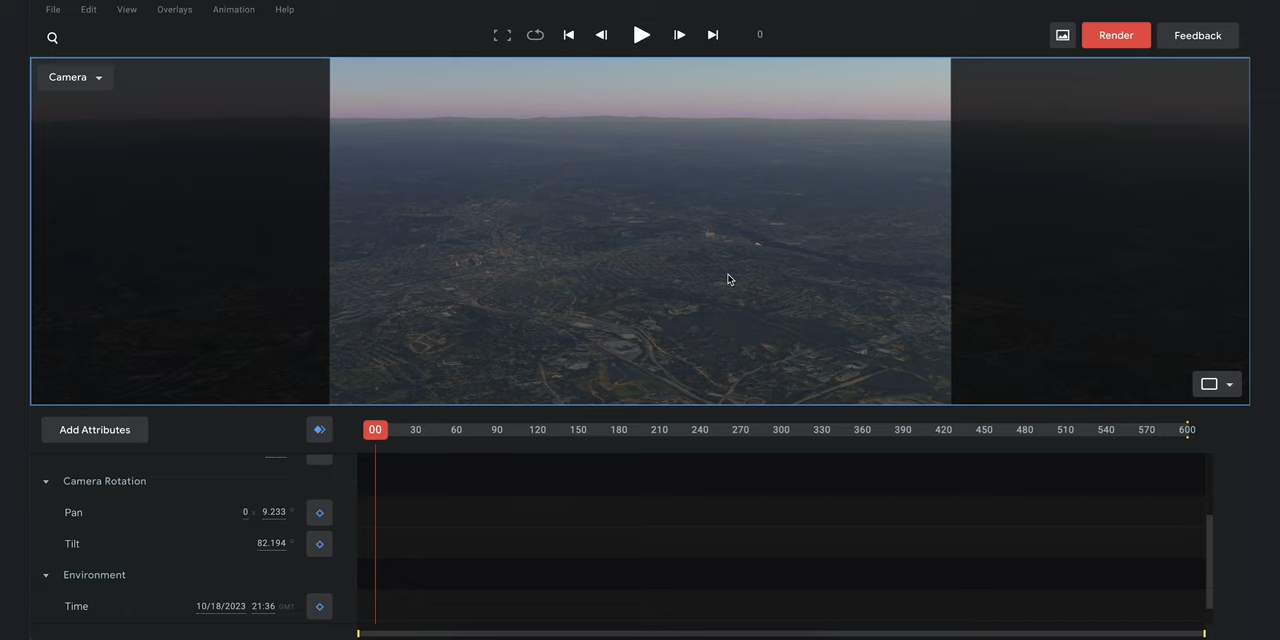 File Edit View Overlays Animation Help
0
Render
Feedback
Camera
Add Attributes
00 30 60 90 120 150 180 210 240 270 300 330 360 390 420 450 480 510 540 570 600
Camera Rotation
Pan 0 x 9.233 °
Tilt 82.194 °
Environment
Time 10/18/2023 21:36 GMT